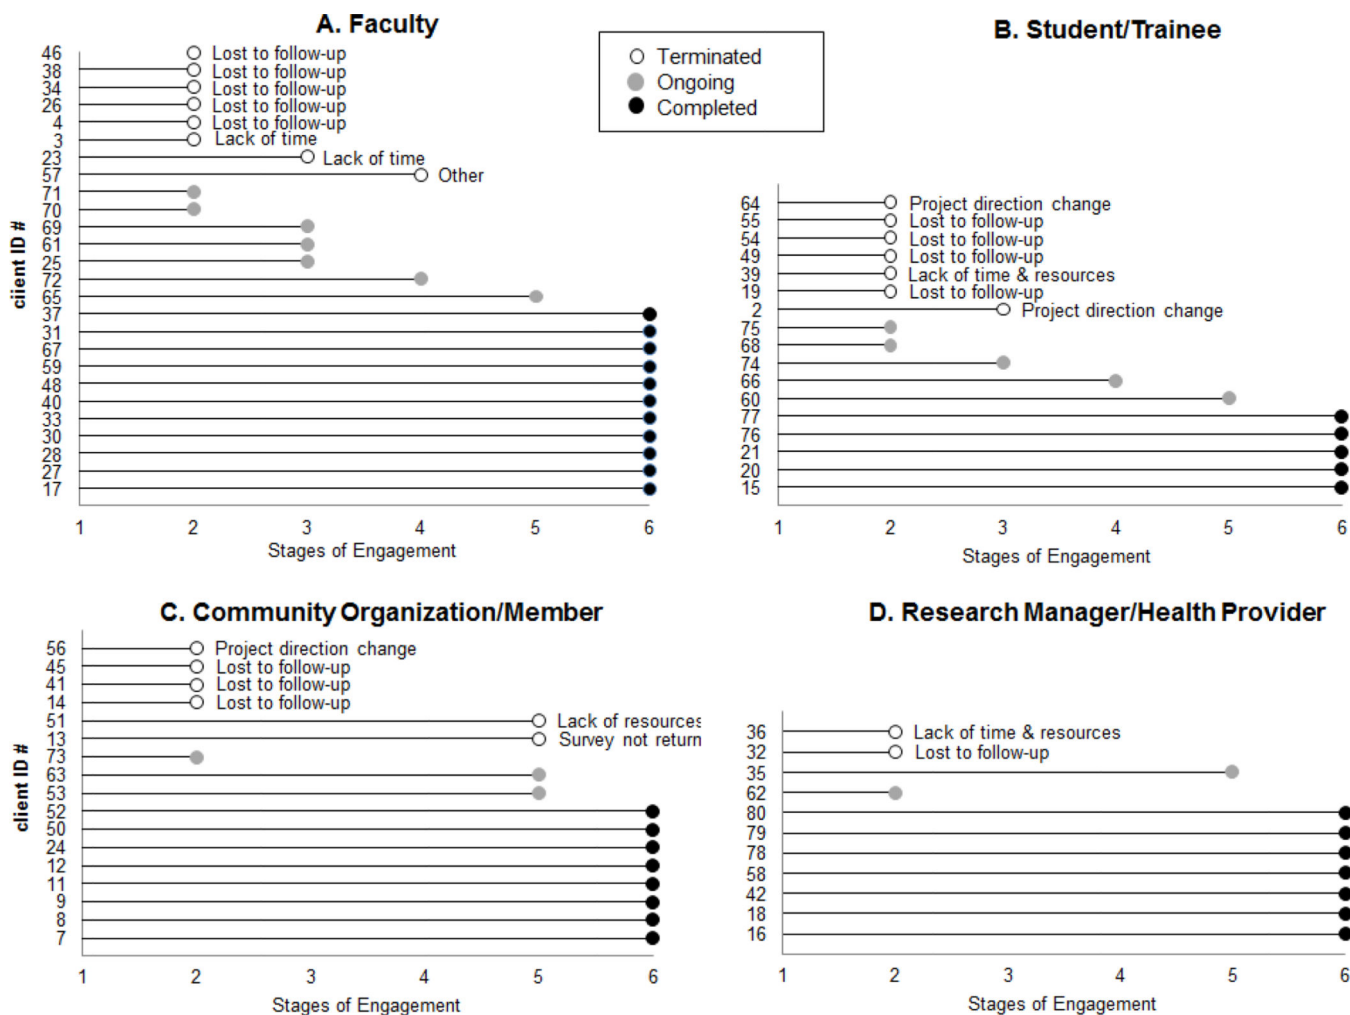 A. Faculty
46 Lost to follow-up
38 Lost to follow-up
34 Lost to follow-up
26 Lost to follow-up
4 Lost to follow-up
3 Lack of time
23 Lack of time
57 Other
71
70
69
61
25
72
65
37
31
67
59
48
40
33
30
28
27
17
client ID #
1 2 3 4 5 6
Stages of Engagement
Terminated
Ongoing
Completed
B. Student/Trainee
64 Project direction change
55 Lost to follow-up
54 Lost to follow-up
49 Lost to follow-up
39 Lack of time & resources
19 Lost to follow-up
2 Project direction change
75
68
74
66
60
77
76
21
20
15
1 2 3 4 5 6
Stages of Engagement
C. Community Organization/Member
56 Project direction change
45 Lost to follow-up
41 Lost to follow-up
14 Lost to follow-up
51 Lack of resources
13 Survey not return
73
63
53
52
50
24
12
11
9
8
7
client ID #
1 2 3 4 5 6
Stages of Engagement
D. Research Manager/Health Provider
36 Lack of time & resources
32 Lost to follow-up
35
62
80
79
78
58
42
18
16
1 2 3 4 5 6
Stages of Engagement